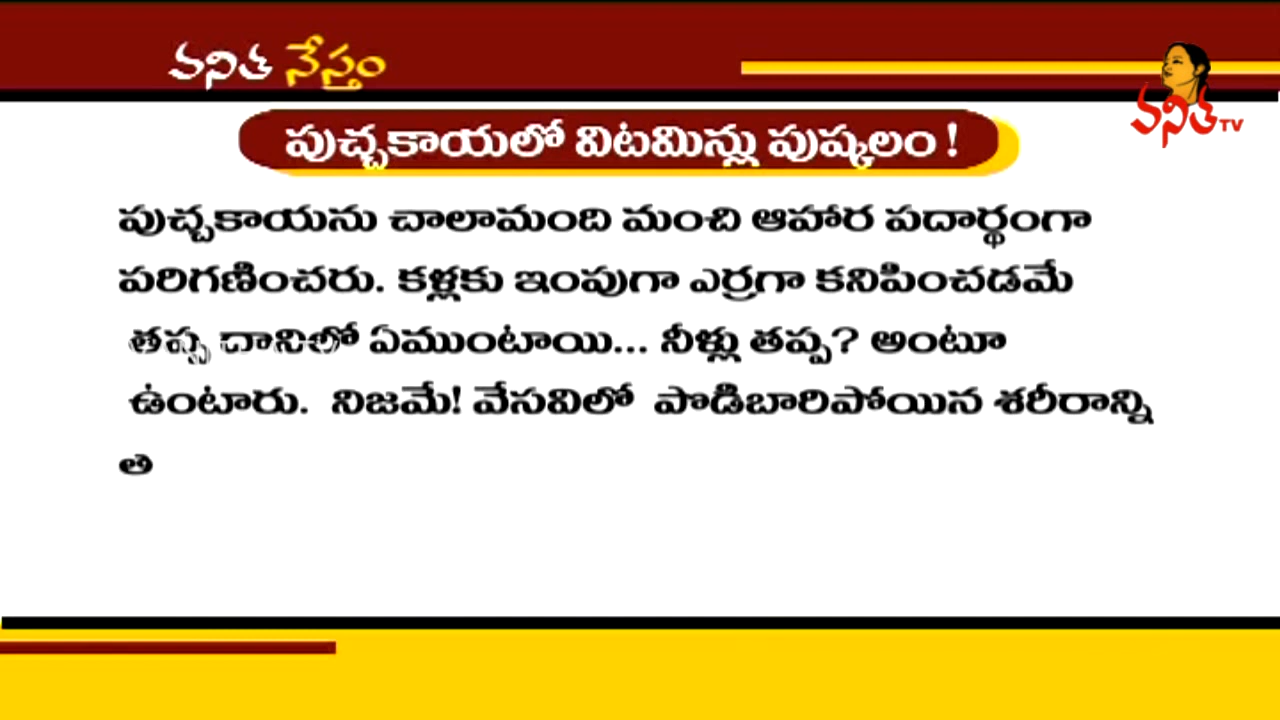 వనిత నేస్తం
వనిత TV
పుచ్చకాయలో విటమిన్లు పుష్కలం !
పుచ్చకాయను చాలామంది మంచి ఆహార పదార్థంగా
పరిగణించరు. కళ్లకు ఇంపుగా ఎర్రగా కనిపించడమే
తప్ప దానిలో ఏముంటాయి... నీళ్లు తప్ప? అంటూ
ఉంటారు. నిజమే! వేసవిలో పొడిబారిపోయిన శరీరాన్ని
త